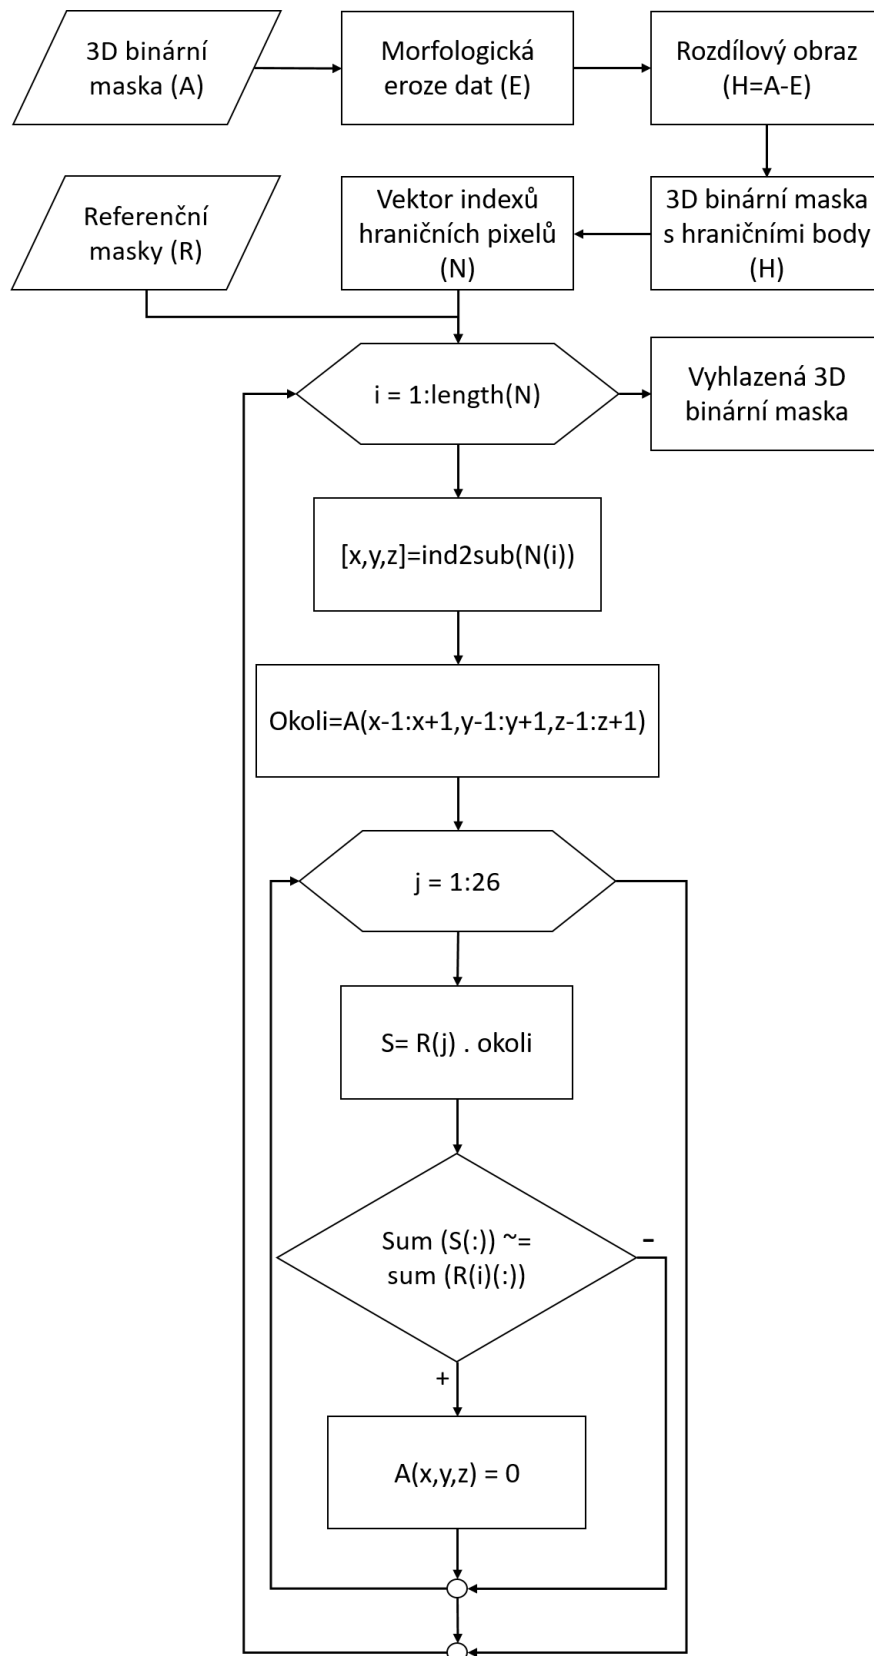 3D binární
maska (A)
Morfologická
eroze dat (E)
Rozdílový obraz
(H=A-E)
Referenční
masky (R)
Vektor indexů
hraničních pixelů
(N)
3D binární maska
s hraničními body
(H)
i = 1:length(N)
Vyhlazená 3D
binární maska
[x,y,z]=ind2sub(N(i))
Okoli=A(x-1:x+1,y-1:y+1,z-1:z+1)
j = 1:26
S= R(j) . okoli
Sum (S(:)) ~=
sum (R(i)(:))
-
+
A(x,y,z) = 0